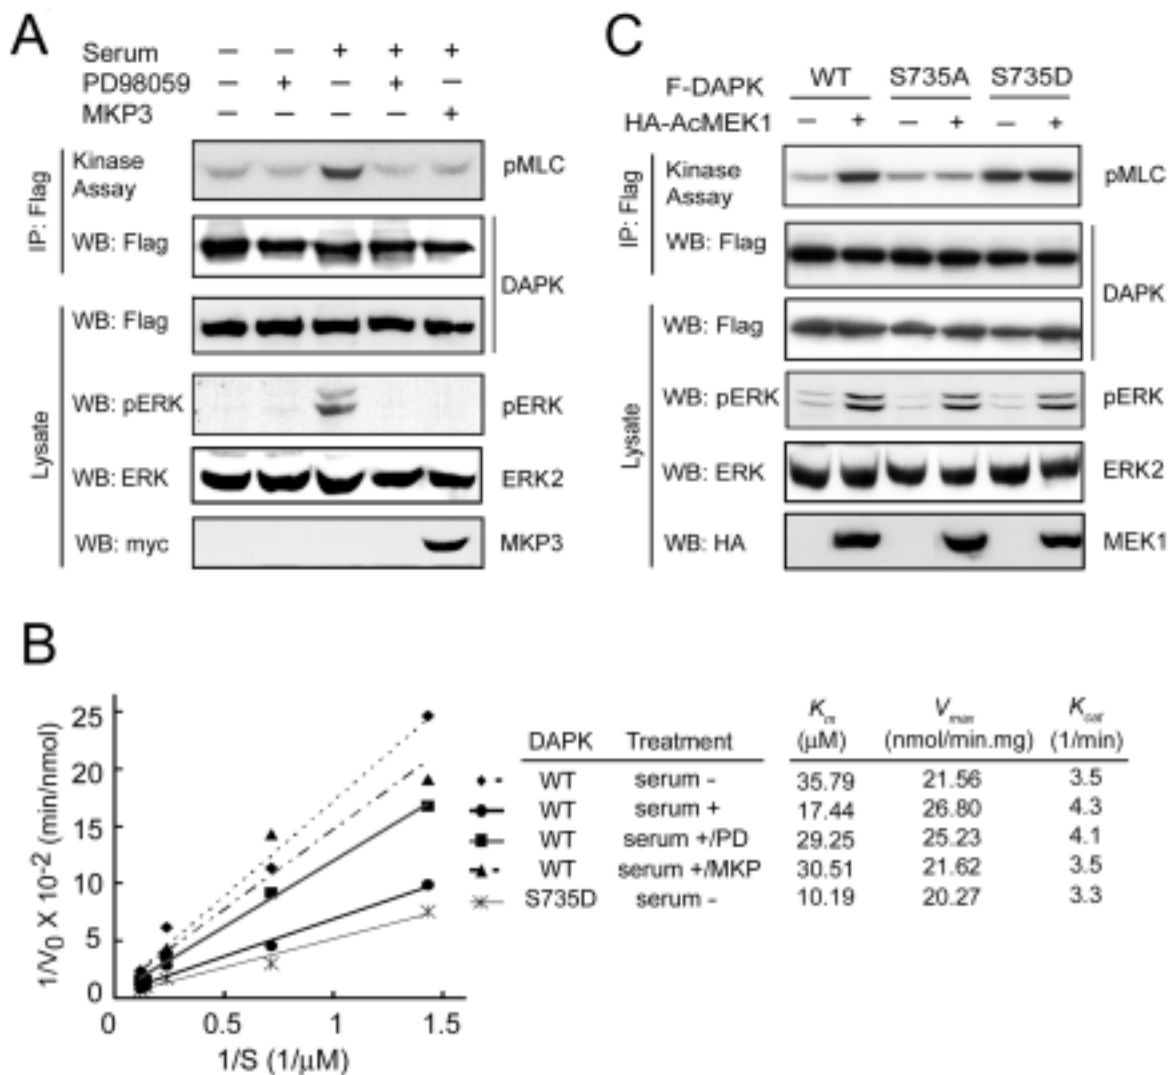 A
Serum – – + + +
PD98059 – + – + –
MKP3 – – – – +
IP: Flag
Kinase Assay pMLC
WB: Flag
DAPK
Lysate
WB: Flag
WB: pERK pERK
WB: ERK ERK2
WB: myc MKP3
C
F-DAPK WT S735A S735D
HA-AcMEK1 – + – + – +
IP: Flag
Kinase Assay pMLC
WB: Flag
DAPK
Lysate
WB: Flag
WB: pERK pERK
WB: ERK ERK2
WB: HA MEK1
B
1/V0 X 10-2 (min/nmol)
25
20
15
10
5
0
0 0.5 1 1.5
1/S (1/μM)
Km Vmax Kcat
DAPK Treatment (μM) (nmol/min.mg) (1/min)
WT serum - 35.79 21.56 3.5
WT serum + 17.44 26.80 4.3
WT serum +/PD 29.25 25.23 4.1
WT serum +/MKP 30.51 21.62 3.5
S735D serum - 10.19 20.27 3.3